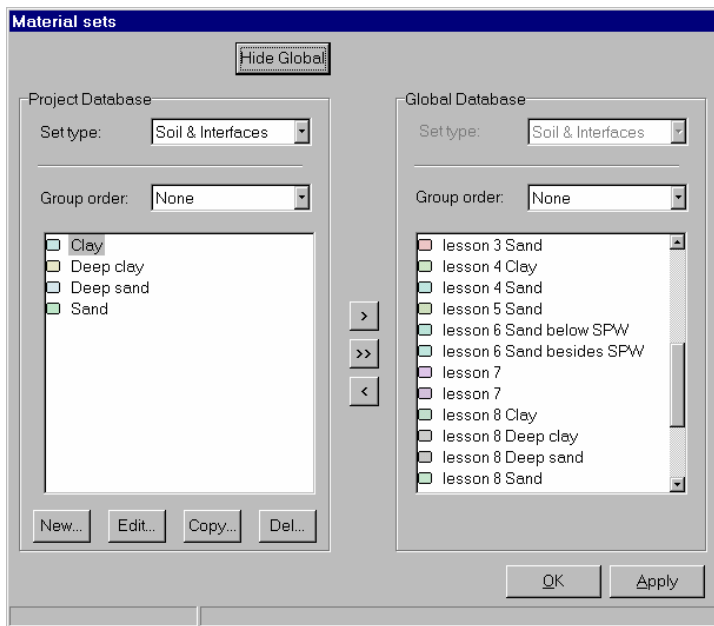 Material sets
Hide Global
Project Database
Set type: Soil & Interfaces
Group order: None
Clay
Deep clay
Deep sand
Sand
New... Edit... Copy... Del...
>
>>
<
Global Database
Set type: Soil & Interfaces
Group order: None
lesson 3 Sand
lesson 4 Clay
lesson 4 Sand
lesson 5 Sand
lesson 6 Sand below SPW
lesson 6 Sand besides SPW
lesson 7
lesson 7
lesson 8 Clay
lesson 8 Deep clay
lesson 8 Deep sand
lesson 8 Sand
OK Apply